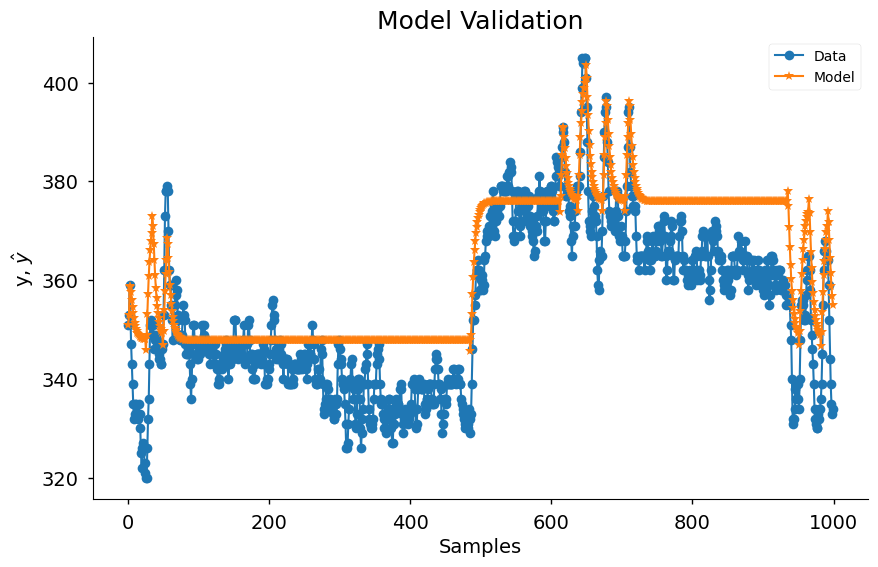 Model Validation
Data
Model
y, ŷ
400
380
360
340
320
0 200 400 600 800 1000
Samples